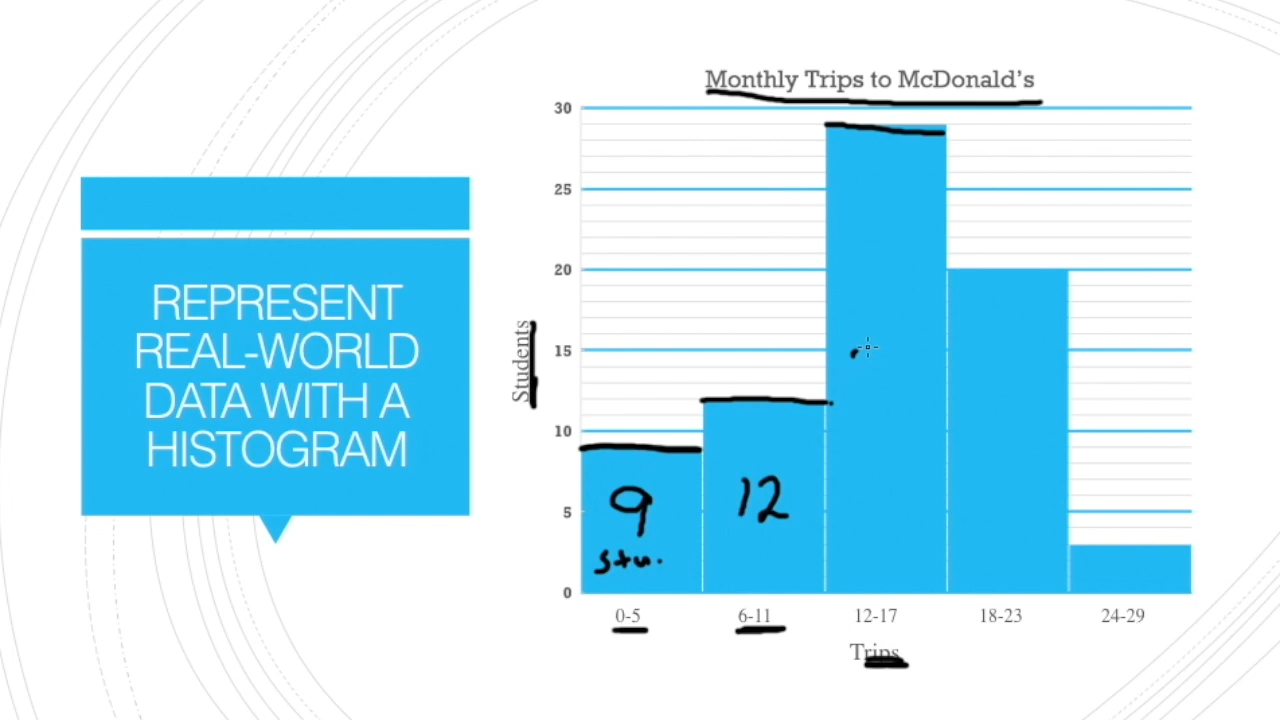 Monthly Trips to McDonald's
REPRESENT
REAL-WORLD
DATA WITH A
HISTOGRAM
Students
30
25
20
15
10
5
0
9
stu.
12
0-5 6-11 12-17 18-23 24-29
Trips